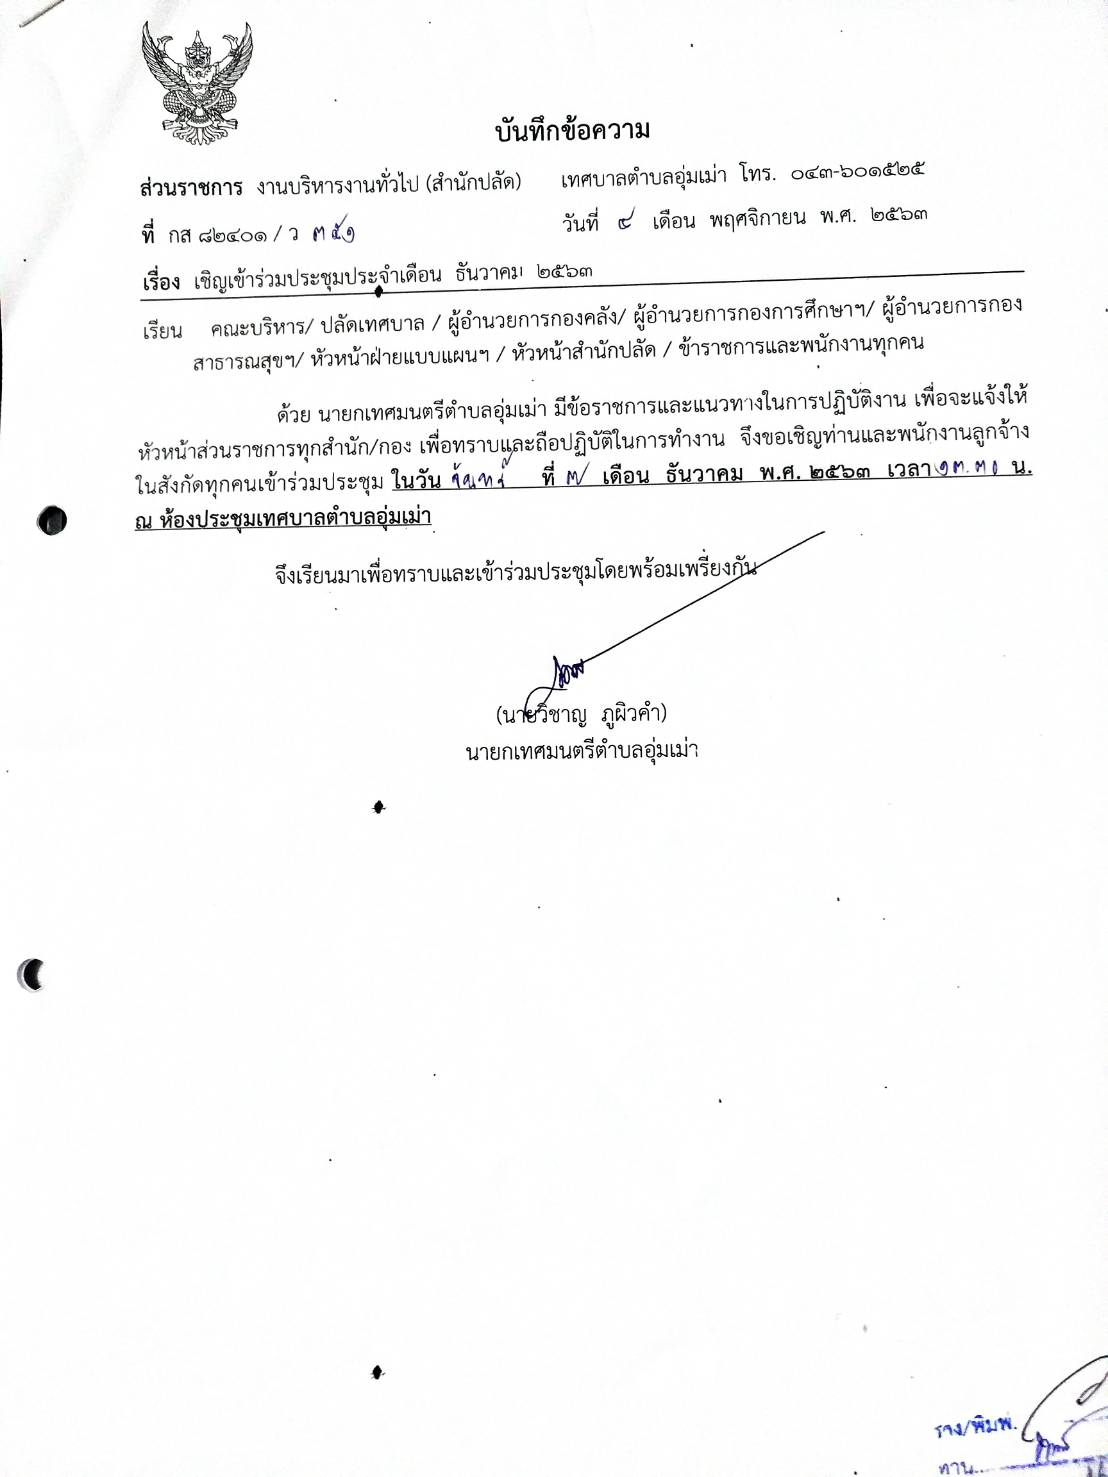 บันทึกข้อความ
ส่วนราชการ งานบริหารงานทั่วไป (สำนักปลัด) เทศบาลตำบลอุ่มเม่า โทร. ๐๔๓-๖๐๑๕๒๕
ที่ กส ๘๒๔๐๑ / ว ๓๕๑ วันที่ ๙ เดือน พฤศจิกายน พ.ศ. ๒๕๖๓
เรื่อง เชิญเข้าร่วมประชุมประจำเดือน ธันวาคม ๒๕๖๓
เรียน คณะบริหาร/ ปลัดเทศบาล / ผู้อำนวยการกองคลัง/ ผู้อำนวยการกองการศึกษาฯ/ ผู้อำนวยการกอง
สาธารณสุขฯ/ หัวหน้าฝ่ายแบบแผนฯ / หัวหน้าสำนักปลัด / ข้าราชการและพนักงานทุกคน
ด้วย นายกเทศมนตรีตำบลอุ่มเม่า มีข้อราชการและแนวทางในการปฏิบัติงาน เพื่อจะแจ้งให้
หัวหน้าส่วนราชการทุกสำนัก/กอง เพื่อทราบและถือปฏิบัติในการทำงาน จึงขอเชิญท่านและพนักงานลูกจ้าง
ในสังกัดทุกคนเข้าร่วมประชุม ในวัน จันทร์ ที่ ๗ เดือน ธันวาคม พ.ศ. ๒๕๖๓ เวลา ๑๓.๓๐ น.
ณ ห้องประชุมเทศบาลตำบลอุ่มเม่า
จึงเรียนมาเพื่อทราบและเข้าร่วมประชุมโดยพร้อมเพรียงกัน
(นายวิชาญ ภูผิวคำ)
นายกเทศมนตรีตำบลอุ่มเม่า
ร่าง/พิมพ์.
ทาน...